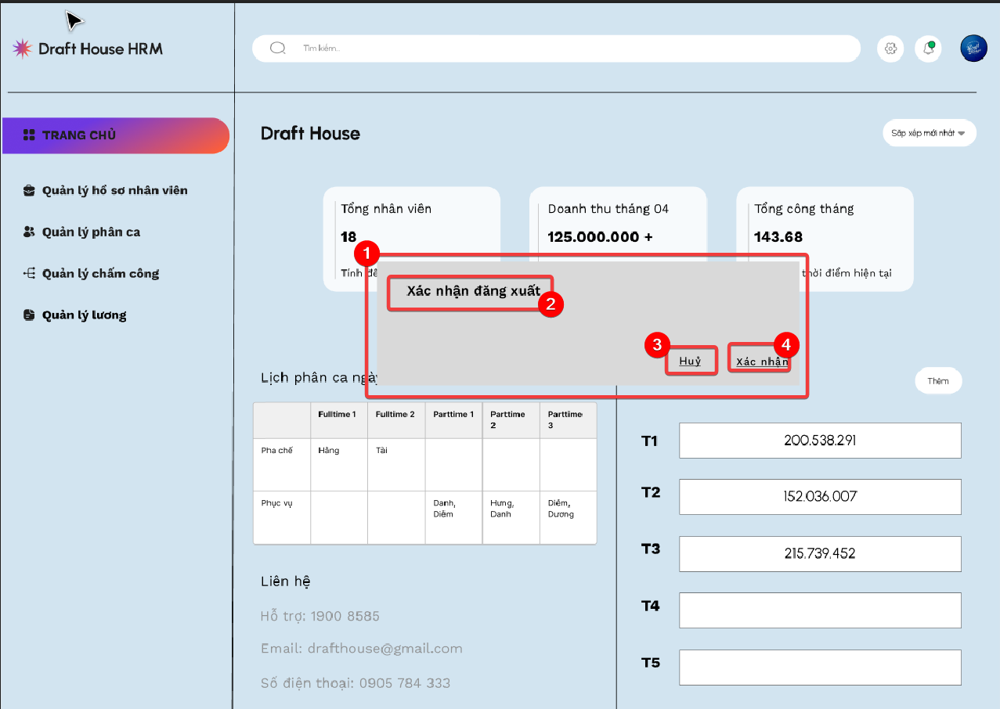 Draft House HRM
Tìm kiếm..
TRANG CHỦ
Quản lý hồ sơ nhân viên
Quản lý phân ca
Quản lý chấm công
Quản lý lương
Draft House
Sắp xếp mới nhất
Tổng nhân viên
18
Tính đế
Doanh thu tháng 04
125.000.000 +
Tổng công tháng
143.68
thời điểm hiện tại
1
Xác nhận đăng xuất
2
3
Huỷ
4
Xác nhận
Lịch phân ca ngày
Fulltime 1 Fulltime 2 Parttime 1 Parttime 2 Parttime 3
Pha chế Hằng Tài
Phục vụ Danh, Diễm Hưng, Danh Diễm, Dương
Liên hệ
Hỗ trợ: 1900 8585
Email: drafthouse@gmail.com
Số điện thoại: 0905 784 333
Thêm
T1 200.538.291
T2 152.036.007
T3 215.739.452
T4
T5